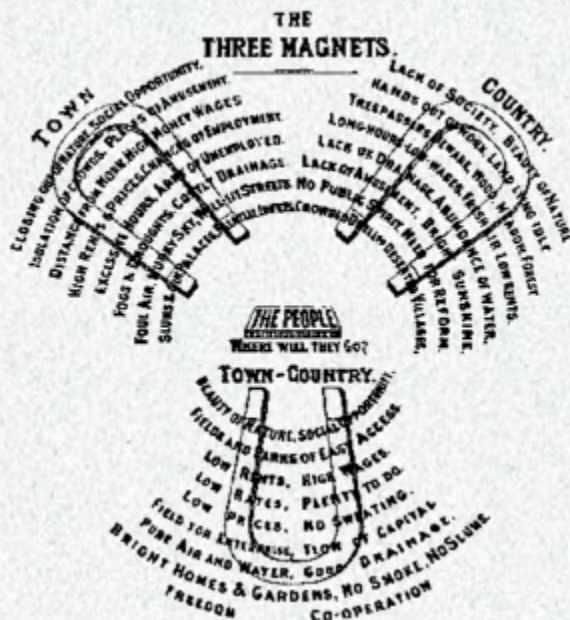 THE
THREE MAGNETS.
TOWN
CLOSING OUT OF NATURE. SOCIAL OPPORTUNITY.
ISOLATION OF CROWDS. PLACES OF AMUSEMENT.
DISTANCE FROM WORK. HIGH MONEY WAGES
HIGH RENTS & PRICES. CHANCES OF EMPLOYMENT.
EXCESSIVE HOURS. ARMY OF UNEMPLOYED.
FOGS & DROUGHTS. COSTLY DRAINAGE.
FOUL AIR. MURKY SKY. WELL-LIT STREETS.
SLUMS & GIN PALACES.
COUNTRY.
LACK OF SOCIETY. BEAUTY OF NATURE
HANDS OUT OF WORK. LAND LYING IDLE
TRESPASSERS BEWARE. WOOD, MEADOW, FOREST
LONG HOURS. LOW WAGES. FRESH AIR. LOW RENTS.
LACK OF DRAINAGE. ABUNDANCE OF WATER.
LACK OF AMUSEMENT. BRIGHT SUNSHINE,
NO PUBLIC SPIRIT. NEED FOR REFORM.
CROWDED DWELLINGS. DESERTED VILLAGES,
THE PEOPLE
WHERE WILL THEY GO?
TOWN-COUNTRY.
BEAUTY OF NATURE, SOCIAL OPPORTUNITY.
FIELDS AND PARKS OF EASY ACCESS.
LOW RENTS, HIGH WAGES.
LOW RATES, PLENTY TO DO.
LOW PRICES, NO SWEATING.
FIELD FOR ENTERPRISE, FLOW OF CAPITAL
PURE AIR AND WATER, GOOD DRAINAGE.
BRIGHT HOMES & GARDENS, NO SMOKE, NO SLUMS
FREEDOM CO-OPERATION